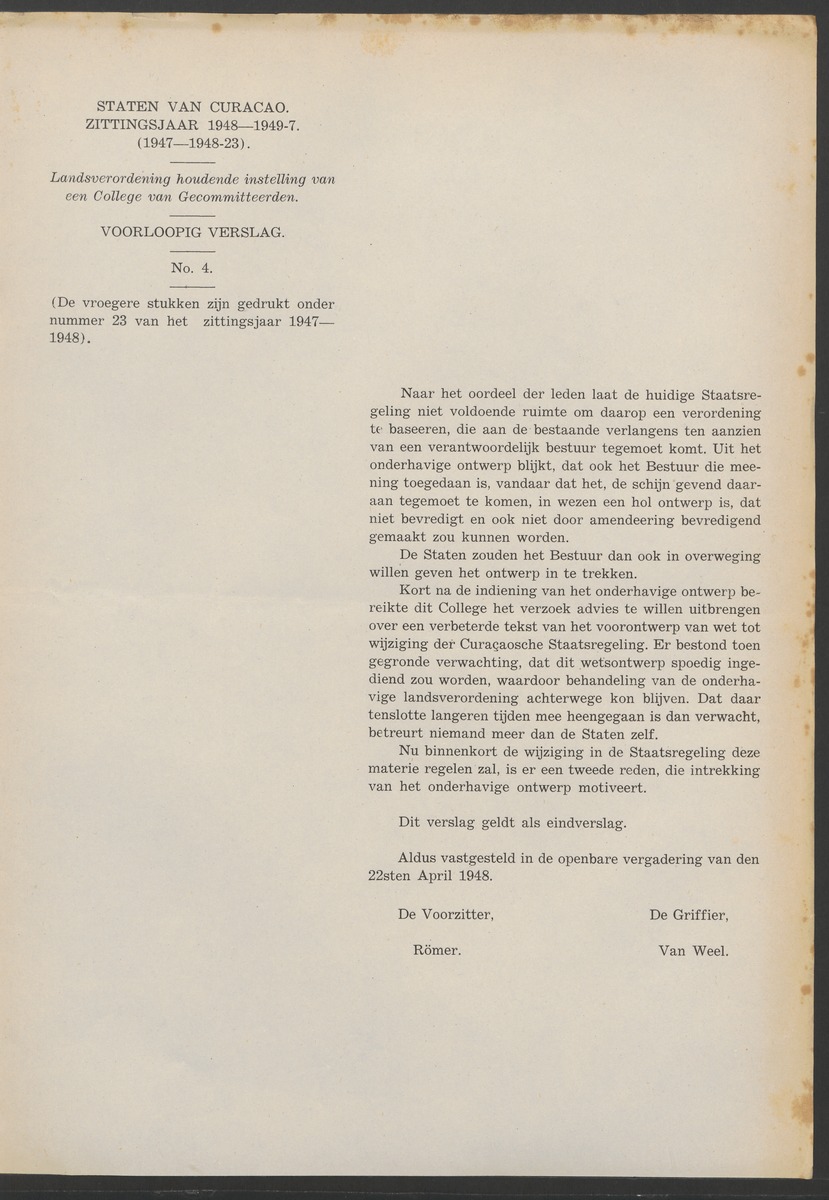 STATEN VAN CURACAO.
ZITTINGSJAAR 1948—1949-7.
(1947—1948-23).
Landsverordening houdende instelling van
een College van Gecommitteerden.
VOORLOOPIG VERSLAG.
No. 4.
(De vroegere stukken zijn gedrukt onder
nummer 23 van het zittingsjaar 1947—
1948).
Naar het oordeel der leden laat de huidige Staatsre-
geling niet voldoende ruimte om daarop een verordening
te baseeren, die aan de bestaande verlangens ten aanzien
van een verantwoordelijk bestuur tegemoet komt. Uit het
onderhavige ontwerp blijkt, dat ook het Bestuur die mee-
ning toegedaan is, vandaar dat het, de schijn gevend daar-
aan tegemoet te komen, in wezen een hol ontwerp is, dat
niet bevredigt en ook niet door amendeering bevredigend
gemaakt zou kunnen worden.
De Staten zouden het Bestuur dan ook in overweging
willen geven het ontwerp in te trekken.
Kort na de indiening van het onderhavige ontwerp be-
reikte dit College het verzoek advies te willen uitbrengen
over een verbeterde tekst van het voorontwerp van wet tot
wijziging der Curaçaosche Staatsregeling. Er bestond toen
gegronde verwachting, dat dit wetsontwerp spoedig inge-
diend zou worden, waardoor behandeling van de onderha-
vige landsverordening achterwege kon blijven. Dat daar
tenslotte langeren tijden mee heengegaan is dan verwacht,
betreurt niemand meer dan de Staten zelf.
Nu binnenkort de wijziging in de Staatsregeling deze
materie regelen zal, is er een tweede reden, die intrekking
van het onderhavige ontwerp motiveert.
Dit verslag geldt als eindverslag.
Aldus vastgesteld in de openbare vergadering van den
22sten April 1948.
De Voorzitter, De Griffier,
Römer. Van Weel.